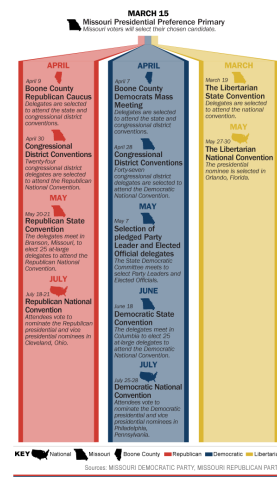 MARCH 15
Missouri Presidential Preference Primary
Missouri voters will select their chosen candidate.
APRIL
April 9
Boone County
Republican Caucus
Delegates are selected
to attend the state and
congressional district
conventions.
April 30
Congressional
District Conventions
Twenty-four
congressional district
delegates are selected
to attend the Republican
National Convention.
MAY
May 20-21
Republican State
Convention
The delegates meet in
Branson, Missouri, to
elect 25 at-large
delegates to attend the
Republican National
Convention.
JULY
July 18-21
Republican National
Convention
Attendees vote to
nominate the Republican
presidential and vice
presidential nominees in
Cleveland, Ohio.
APRIL
April 7
Boone County
Democrats Mass
Meeting
Delegates are selected
to attend the state and
congressional district
conventions.
April 28
Congressional
District Conventions
Forty-seven
congressional district
delegates are selected to
attend the Democratic
National Convention.
MAY
May 7
Selection of
pledged Party
Leader and Elected
Official delegates
The State Democratic
Committee meets to
select Party Leaders and
Elected Officials.
JUNE
June 18
Democratic State
Convention
The delegates meet in
Columbia to elect 25
at-large delegates to
attend the Democratic
National Convention.
JULY
July 25-28
Democratic National
Convention
Attendees vote to
nominate the Democratic
presidential and vice
presidential nominees in
Philadelphia,
Pennsylvania.
MARCH
March 19
The Libertarian
State Convention
Delegates are selected to
attend the national
convention.
MAY
May 27-30
The Libertarian
National Convention
The presidential
nominee is selected in
Orlando, Florida.
KEY National Missouri Boone County Republican Democratic Libertaria
Sources: MISSOURI DEMOCRATIC PARTY, MISSOURI REPUBLICAN PART